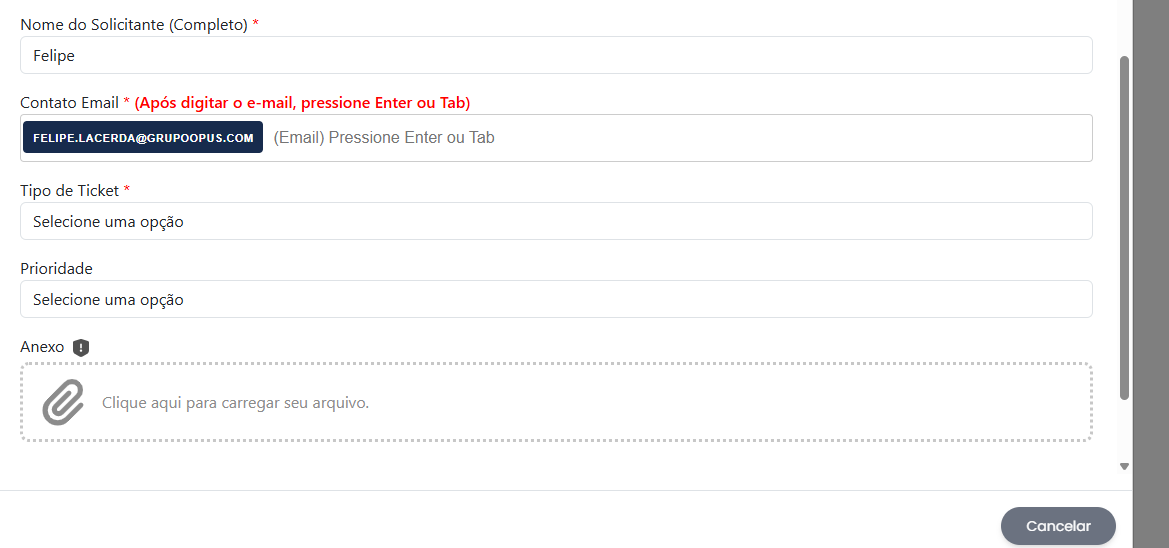 Nome do Solicitante (Completo) *
Felipe
Contato Email * (Após digitar o e-mail, pressione Enter ou Tab)
FELIPE.LACERDA@GRUPOOPUS.COM (Email) Pressione Enter ou Tab
Tipo de Ticket *
Selecione uma opção
Prioridade
Selecione uma opção
Anexo
Clique aqui para carregar seu arquivo.
Cancelar